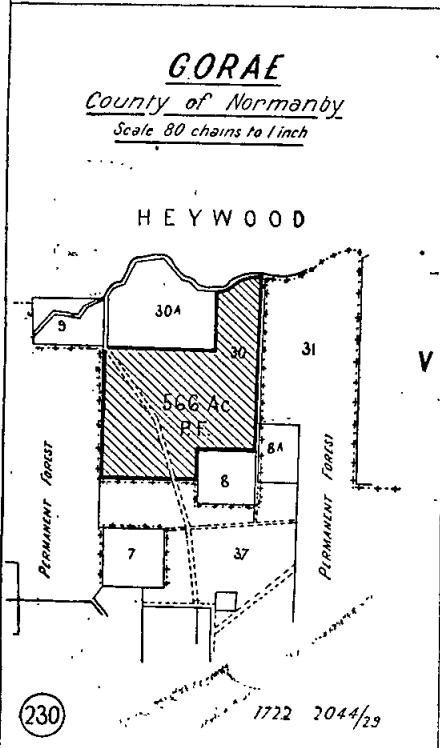 GORAE
County of Normanby
Scale 80 chains to 1 inch
HEYWOOD
9
30A
30
31
V
566 Ac.
P.F.
8A
8
PERMANENT FOREST
PERMANENT FOREST
7
37
230
1722 2044/29